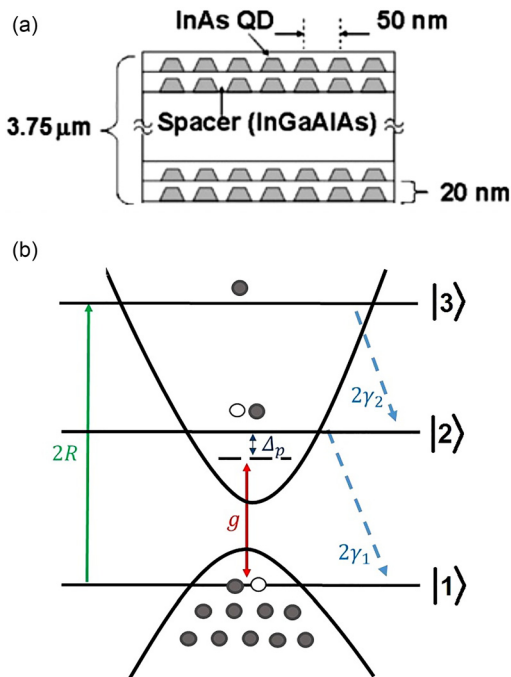 (a)
InAs QD
50 nm
3.75 μm
Spacer (InGaAlAs)
20 nm
(b)
|3⟩
2γ₂
|2⟩
2R
Δₚ
g
2γ₁
|1⟩